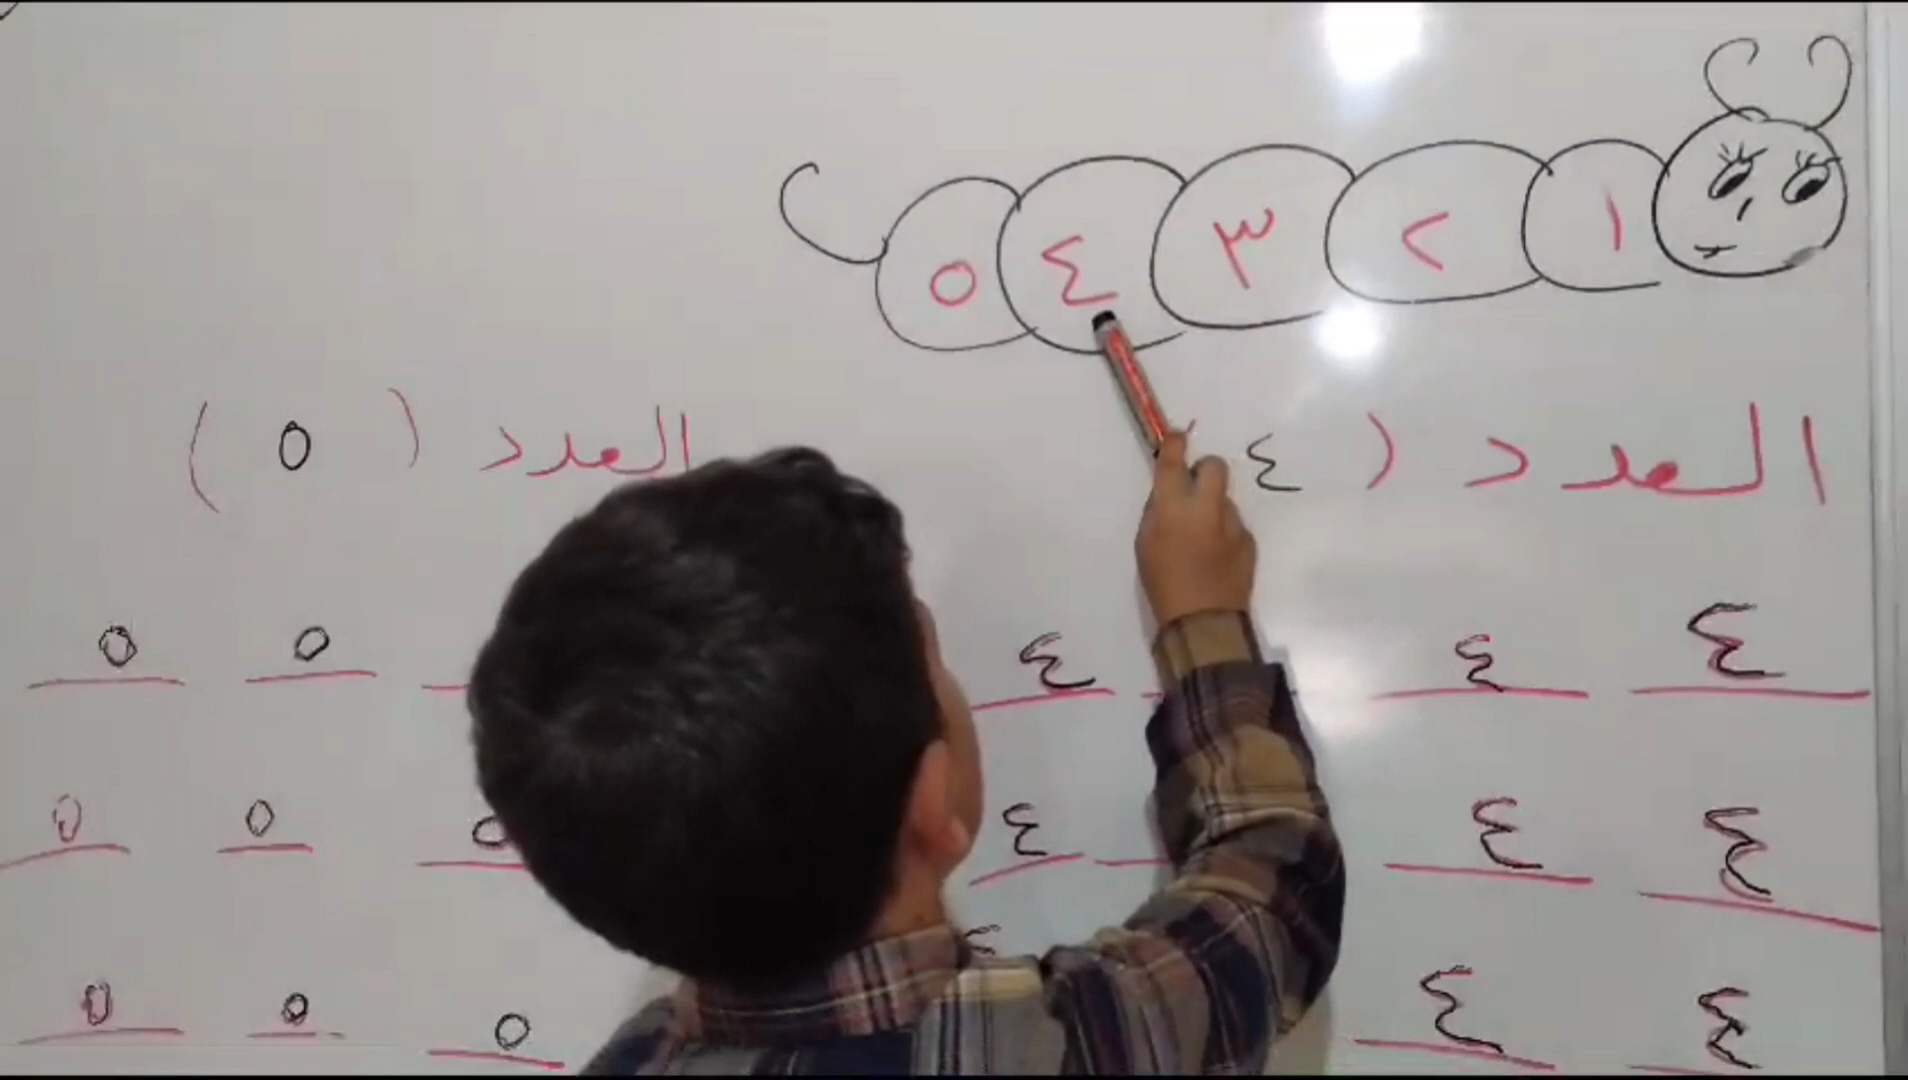 ١ ٢ ٣ ٤ ٥
العدد ( ٤
العدد ( ٥ )
٤ ٤ ٤ ٥ ٥
٤ ٤ ٤ ٥ ٥ ٥
٤ ٤ ٥ ٥ ٥